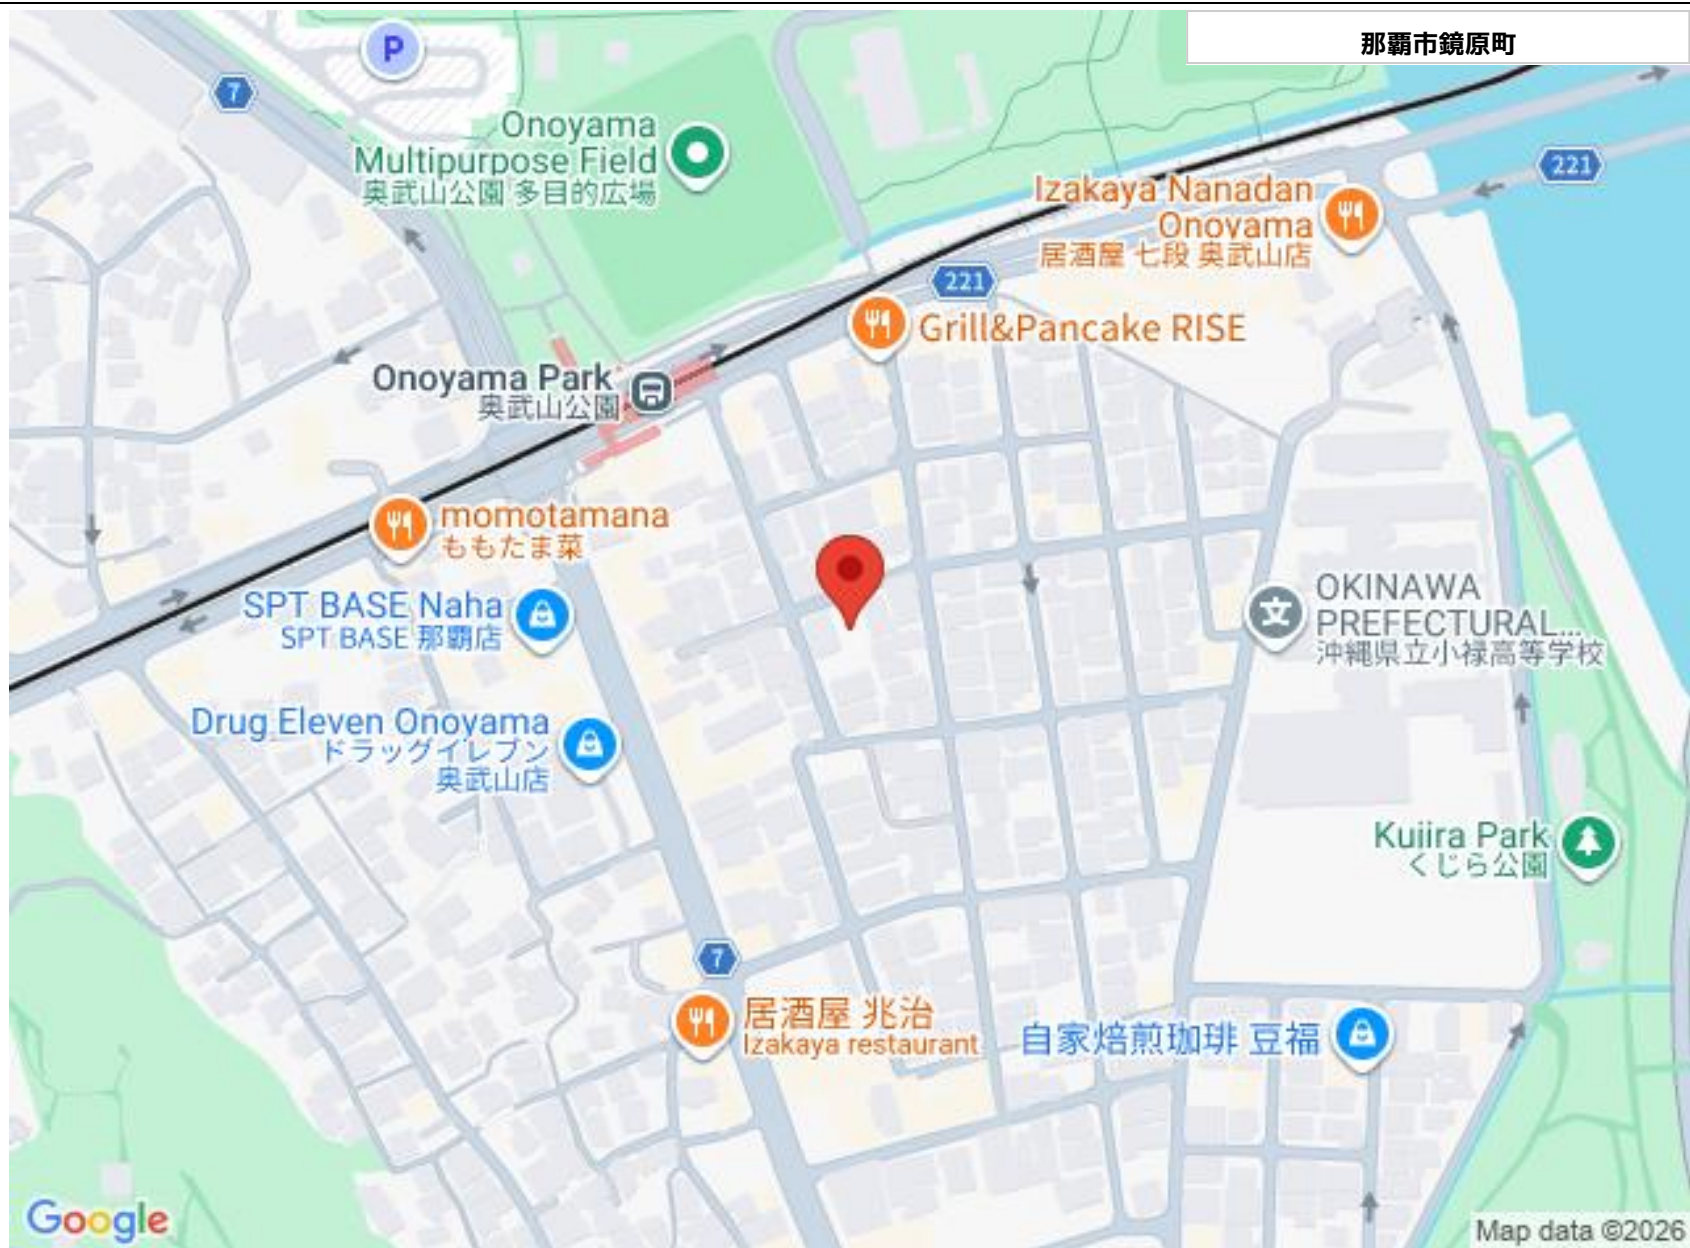 那覇市鏡原町
P
7
Onoyama
Multipurpose Field
奥武山公園 多目的広場
221
Izakaya Nanadan
Onoyama
居酒屋 七段 奥武山店
221
Grill&Pancake RISE
Onoyama Park
奥武山公園
momotamana
ももたま菜
SPT BASE Naha
SPT BASE 那覇店
OKINAWA
PREFECTURAL...
沖縄県立小禄高等学校
文
Drug Eleven Onoyama
ドラッグイレブン
奥武山店
Kujira Park
くじら公園
7
居酒屋 兆治
Izakaya restaurant
自家焙煎珈琲 豆福
Google
Map data ©2026